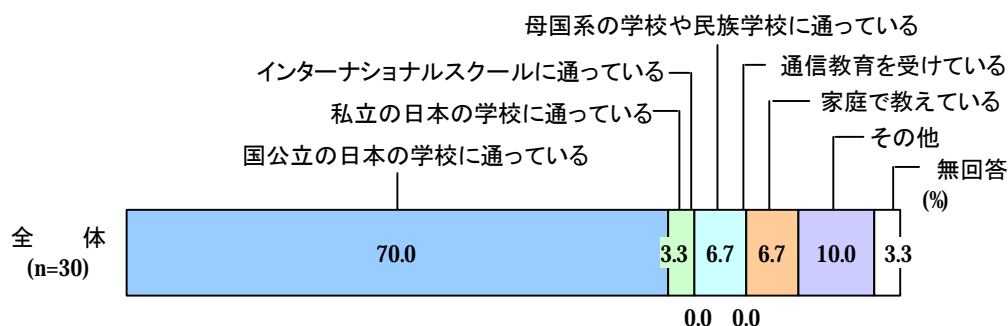 母国系の学校や民族学校に通っている
インターナショナルスクールに通っている
通信教育を受けている
私立の日本の学校に通っている
家庭で教えている
国公立の日本の学校に通っている
その他
無回答
(%)
全 体
(n=30)
70.0 3.3 6.7 6.7 10.0 3.3
0.0 0.0